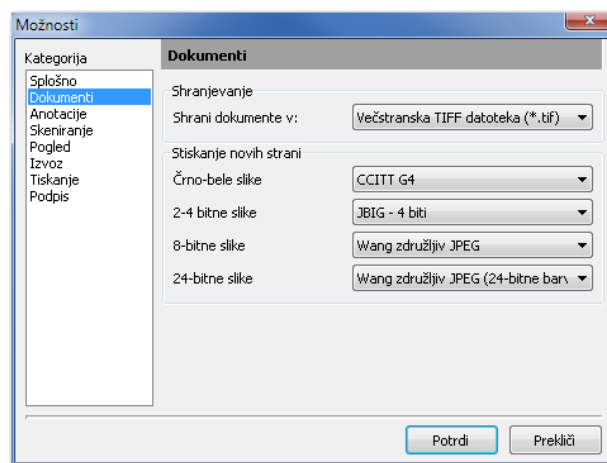 Možnosti
Kategorija
Splošno
Dokumenti
Anotacije
Skeniranje
Pogled
Izvoz
Tiskanje
Podpis
Dokumenti
Shranjevanje
Shrani dokumente v: Večstranska TIFF datoteka (*.tif)
Stiskanje novih strani
Črno-bele slike CCITT G4
2-4 bitne slike JBIG - 4 biti
8-bitne slike Wang združljiv JPEG
24-bitne slike Wang združljiv JPEG (24-bitne barv
Potrdi Prekliči